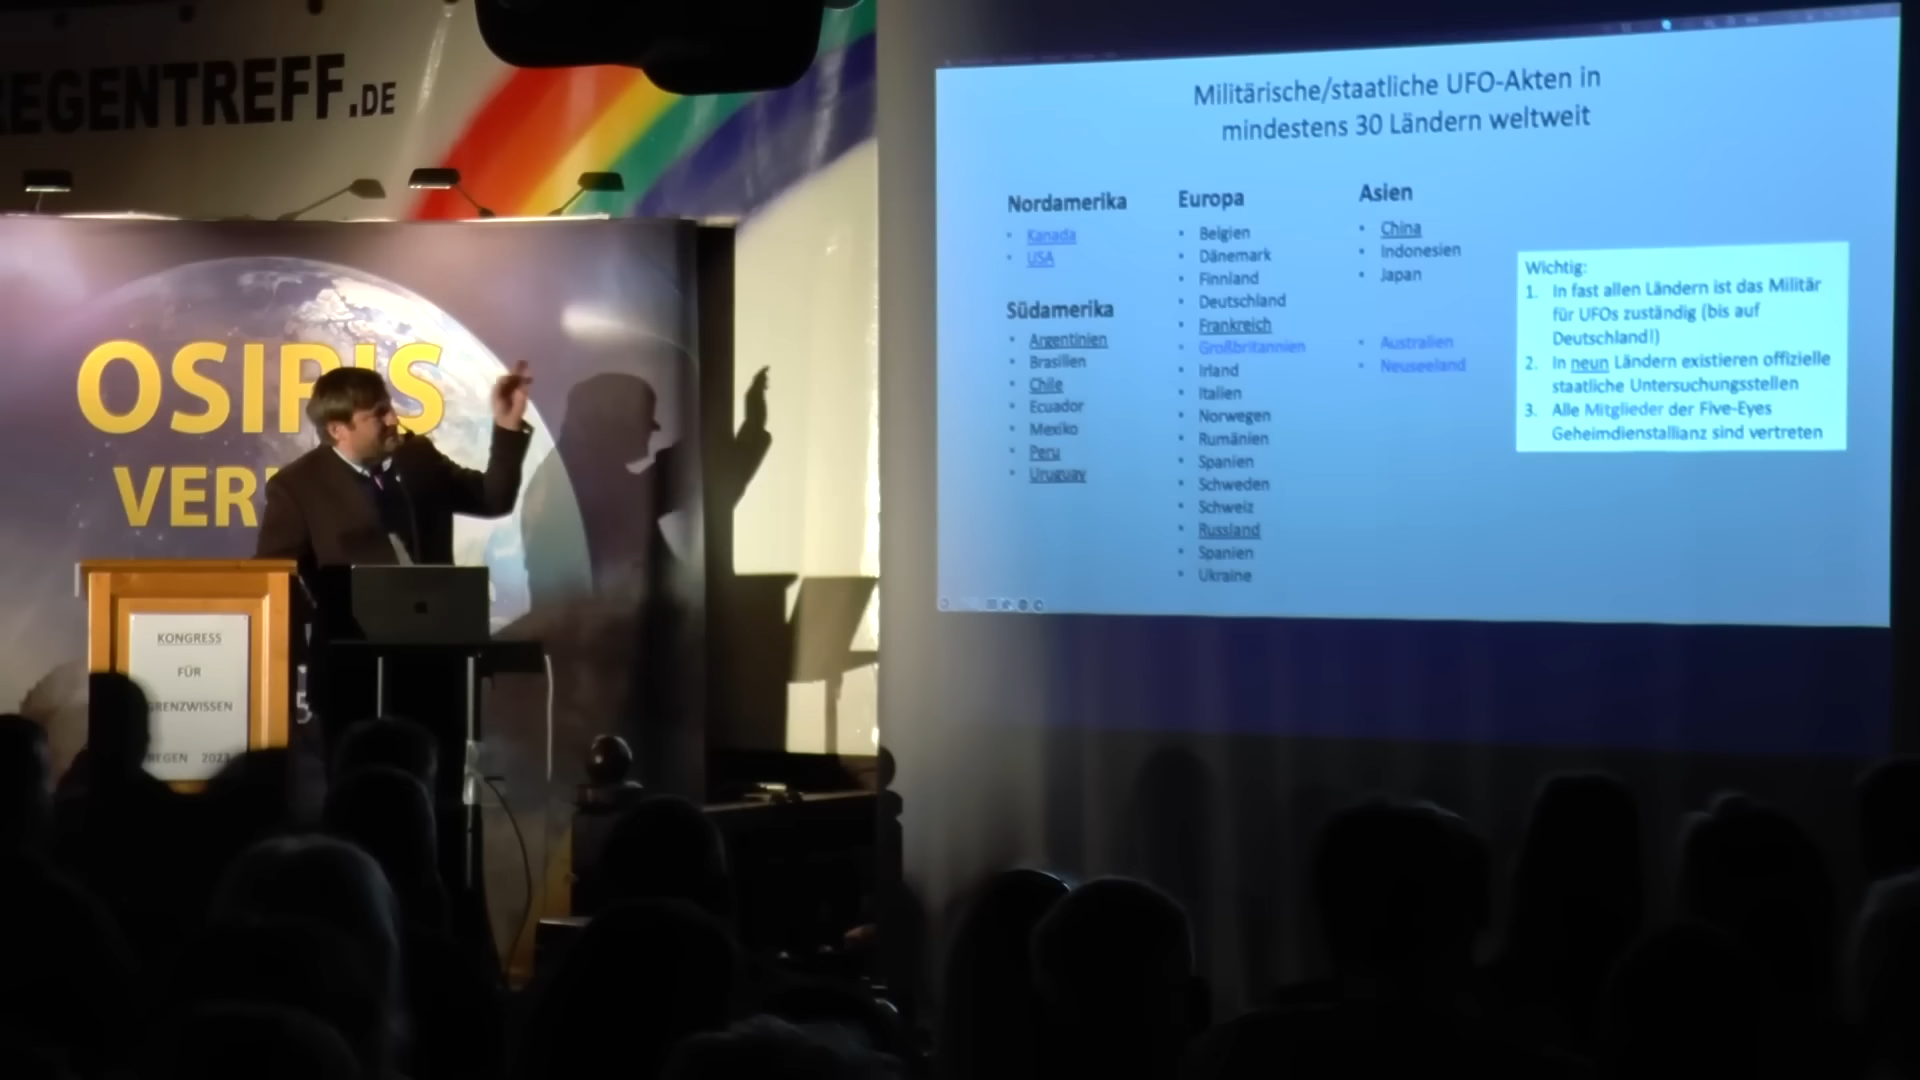 REGENTREFF.DE
OSIRIS
VER
KONGRESS
FÜR
GRENZWISSEN
REGEN 2023
Militärische/staatliche UFO-Akten in
mindestens 30 Ländern weltweit
Nordamerika
• Kanada
• USA
Südamerika
• Argentinien
• Brasilien
• Chile
• Ecuador
• Mexiko
• Peru
• Uruguay
Europa
• Belgien
• Dänemark
• Finnland
• Deutschland
• Frankreich
• Großbritannien
• Irland
• Italien
• Norwegen
• Rumänien
• Spanien
• Schweden
• Schweiz
• Russland
• Spanien
• Ukraine
Asien
• China
• Indonesien
• Japan
• Australien
• Neuseeland
Wichtig:
1. In fast allen Ländern ist das Militär
für UFOs zuständig (bis auf
Deutschland!)
2. In neun Ländern existieren offizielle
staatliche Untersuchungsstellen
3. Alle Mitglieder der Five-Eyes
Geheimdienstallianz sind vertreten